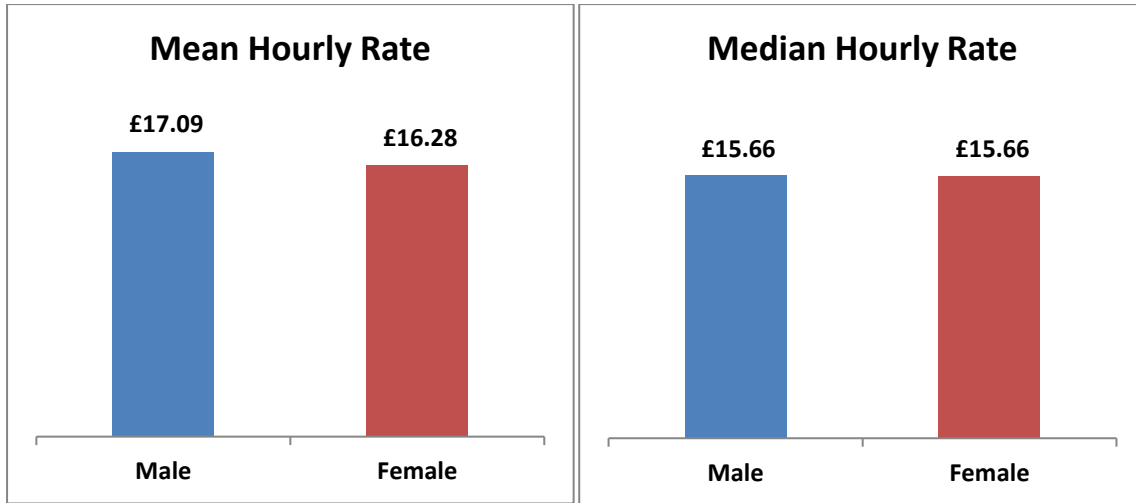 Mean Hourly Rate
£17.09
£16.28
Male
Female
Median Hourly Rate
£15.66
£15.66
Male
Female